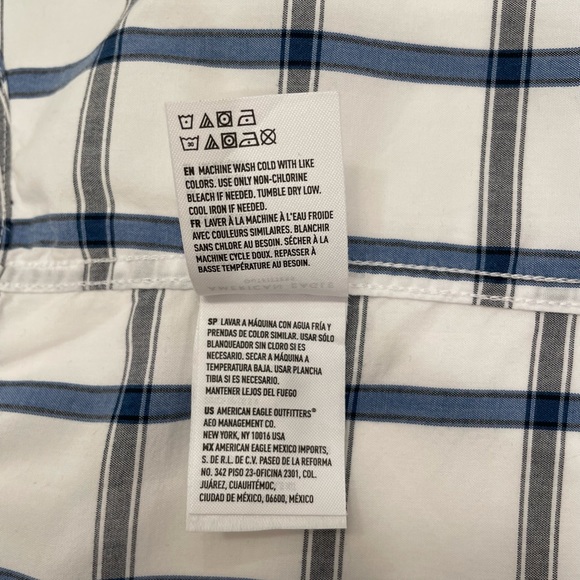 EN MACHINE WASH COLD WITH LIKE
COLORS. USE ONLY NON-CHLORINE
BLEACH IF NEEDED. TUMBLE DRY LOW.
COOL IRON IF NEEDED.
FR LAVER À LA MACHINE À L'EAU FROIDE
AVEC COULEURS SIMILAIRES. BLANCHIR
SANS CHLORE AU BESOIN. SÉCHER À LA
MACHINE CYCLE DOUX. REPASSER À
BASSE TEMPÉRATURE AU BESOIN.
AMERICAN EAGLE
SP LAVAR A MÁQUINA CON AGUA FRÍA Y
PRENDAS DE COLOR SIMILAR. USAR SÓLO
BLANQUEADOR SIN CLORO SI ES
NECESARIO. SECAR A MÁQUINA A
TEMPERATURA BAJA. USAR PLANCHA
TIBIA SI ES NECESARIO.
MANTENER LEJOS DEL FUEGO
US AMERICAN EAGLE OUTFITTERS®
AEO MANAGEMENT CO.
NEW YORK, NY 10016 USA
MX AMERICAN EAGLE MEXICO IMPORTS,
S. DE R.L. DE C.V. PASEO DE LA REFORMA
NO. 342 PISO 23-OFICINA 2301, COL.
JUÁREZ, CUAUHTÉMOC,
CIUDAD DE MÉXICO, 06600, MÉXICO